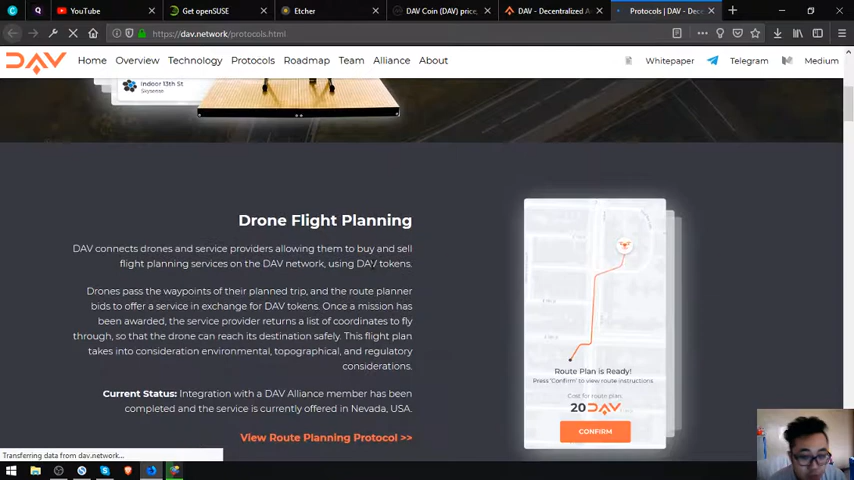 YouTube
Get openSUSE
Etcher
DAV Coin (DAV) price,
DAV - Decentralized A
Protocols | DAV - Dec
https://dav.network/protocols.html
DAV
Home
Overview
Technology
Protocols
Roadmap
Team
Alliance
About
Whitepaper
Telegram
Medium
Indoor 13th St
Skysense
Drone Flight Planning
DAV connects drones and service providers allowing them to buy and sell
flight planning services on the DAV network, using DAV tokens.
Drones pass the waypoints of their planned trip, and the route planner
bids to offer a service in exchange for DAV tokens. Once a mission has
been awarded, the service provider returns a list of coordinates to fly
through, so that the drone can reach its destination safely. This flight plan
takes into consideration environmental, topographical, and regulatory
considerations.
Current Status: Integration with a DAV Alliance member has been
completed and the service is currently offered in Nevada, USA.
View Route Planning Protocol >>
Route Plan is Ready!
Press 'Confirm' to view route instructions.
Cost for route plan:
20 DAV
CONFIRM
Transferring data from dav.network...